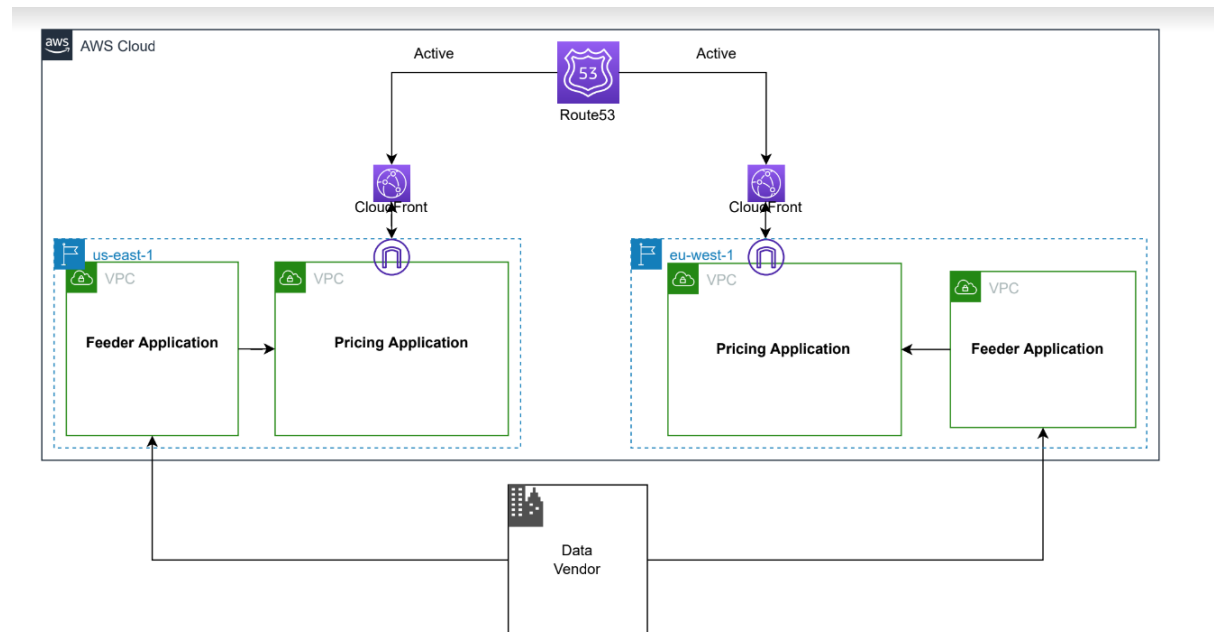 aws
AWS Cloud
Active
Active
53
Route53
CloudFront
CloudFront
us-east-1
eu-west-1
VPC
VPC
VPC
VPC
Feeder Application
Pricing Application
Pricing Application
Feeder Application
Data
Vendor